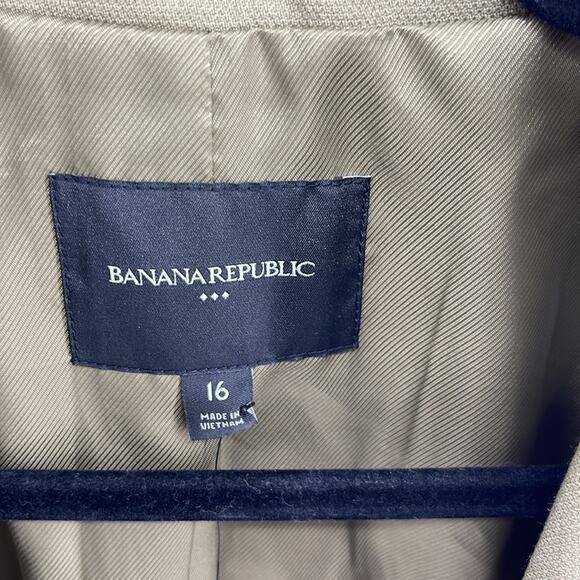 BANANA REPUBLIC
16
MADE IN
VIETNAM